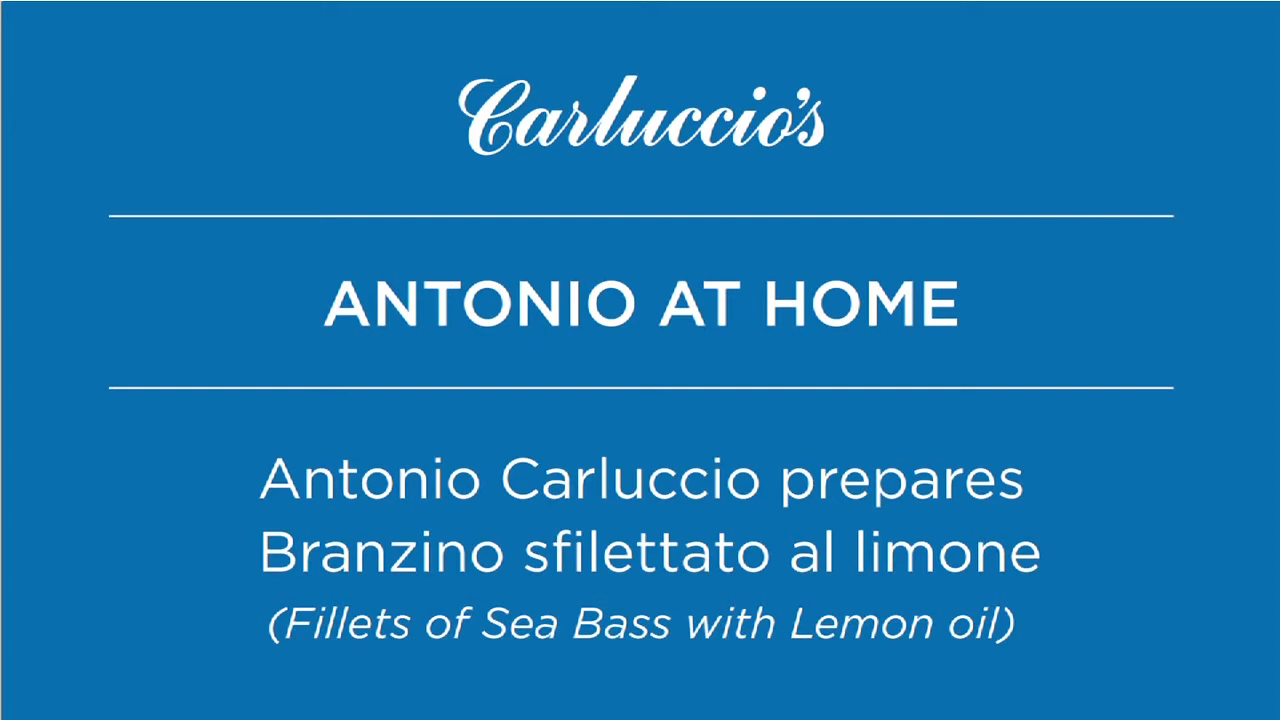 Carluccio's
ANTONIO AT HOME
Antonio Carluccio prepares
Branzino sfilettato al limone
(Fillets of Sea Bass with Lemon oil)